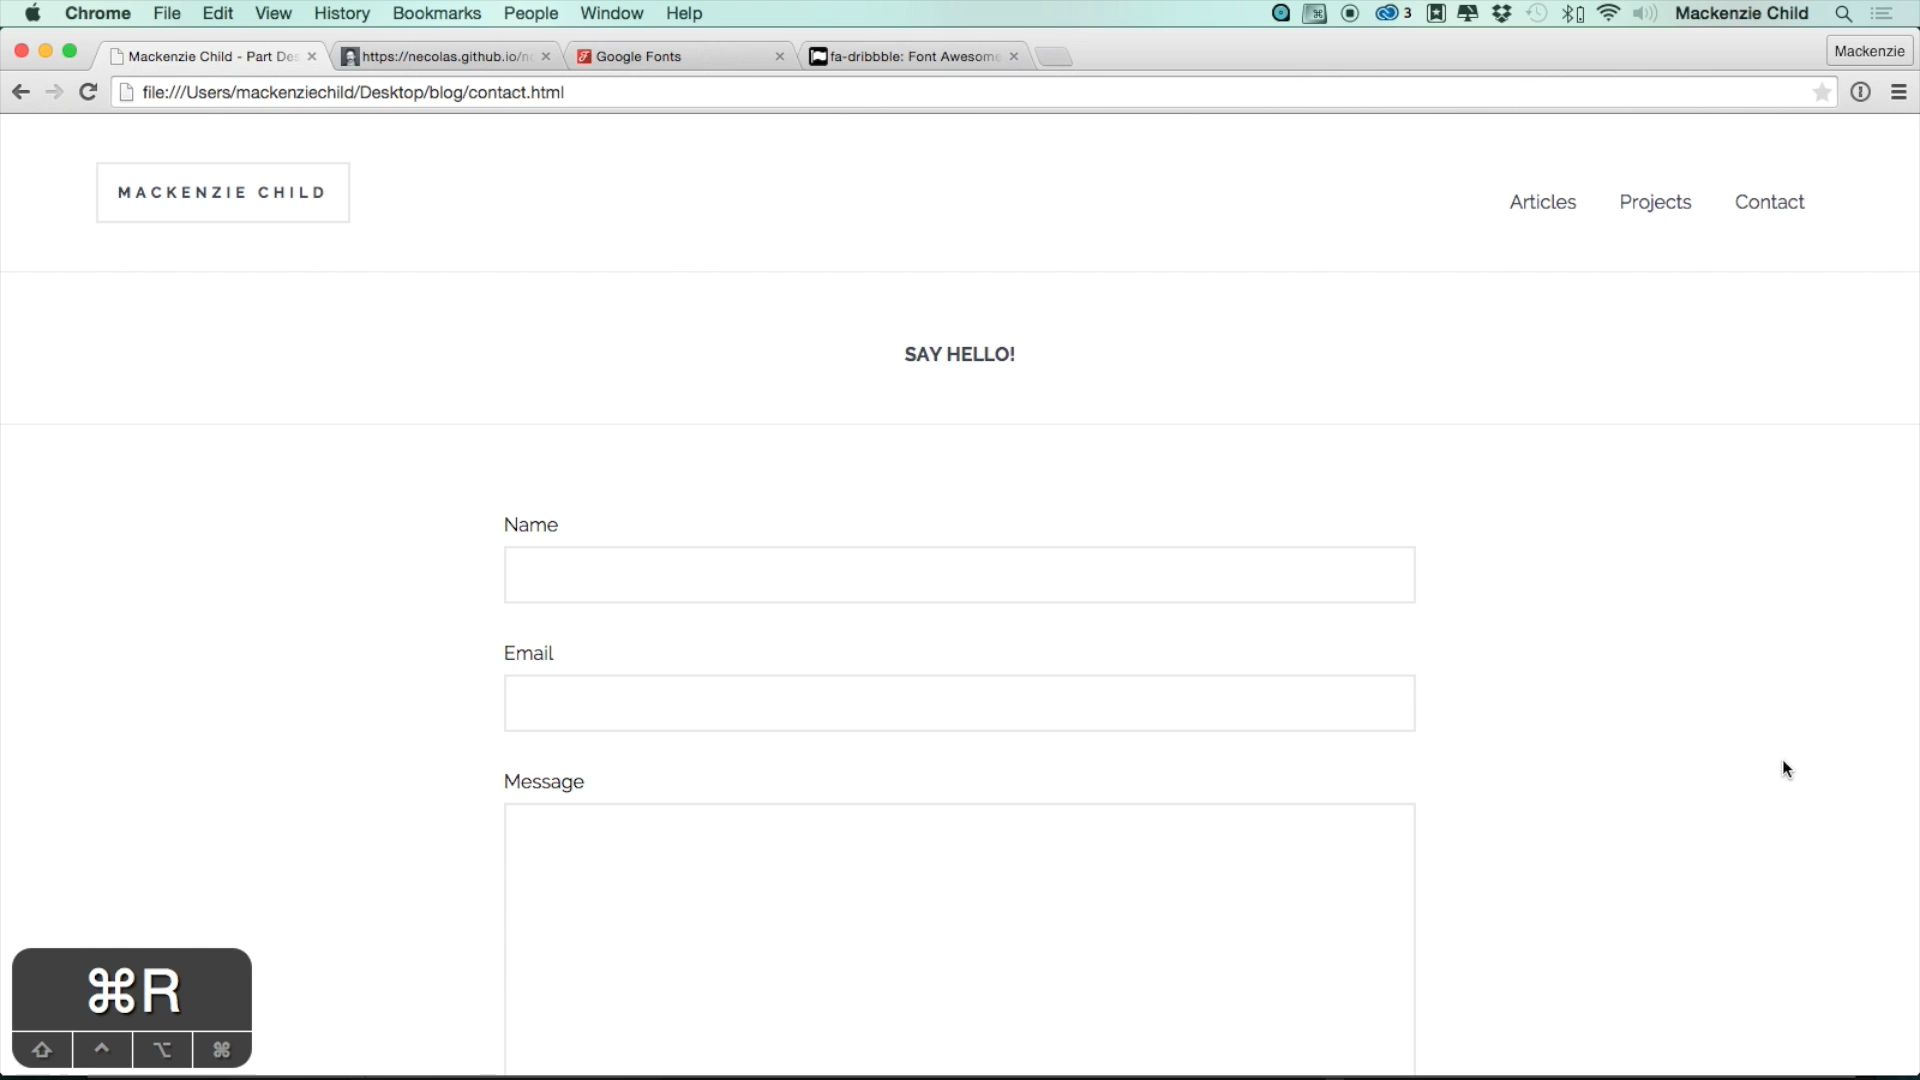 Chrome File Edit View History Bookmarks People Window Help 3 Mackenzie Child
Mackenzie Child - Part Des https://necolas.github.io/n Google Fonts fa-dribbble: Font Awesome Mackenzie
file:///Users/mackenziechild/Desktop/blog/contact.html
MACKENZIE CHILD
Articles Projects Contact
SAY HELLO!
Name
Email
Message
⌘R